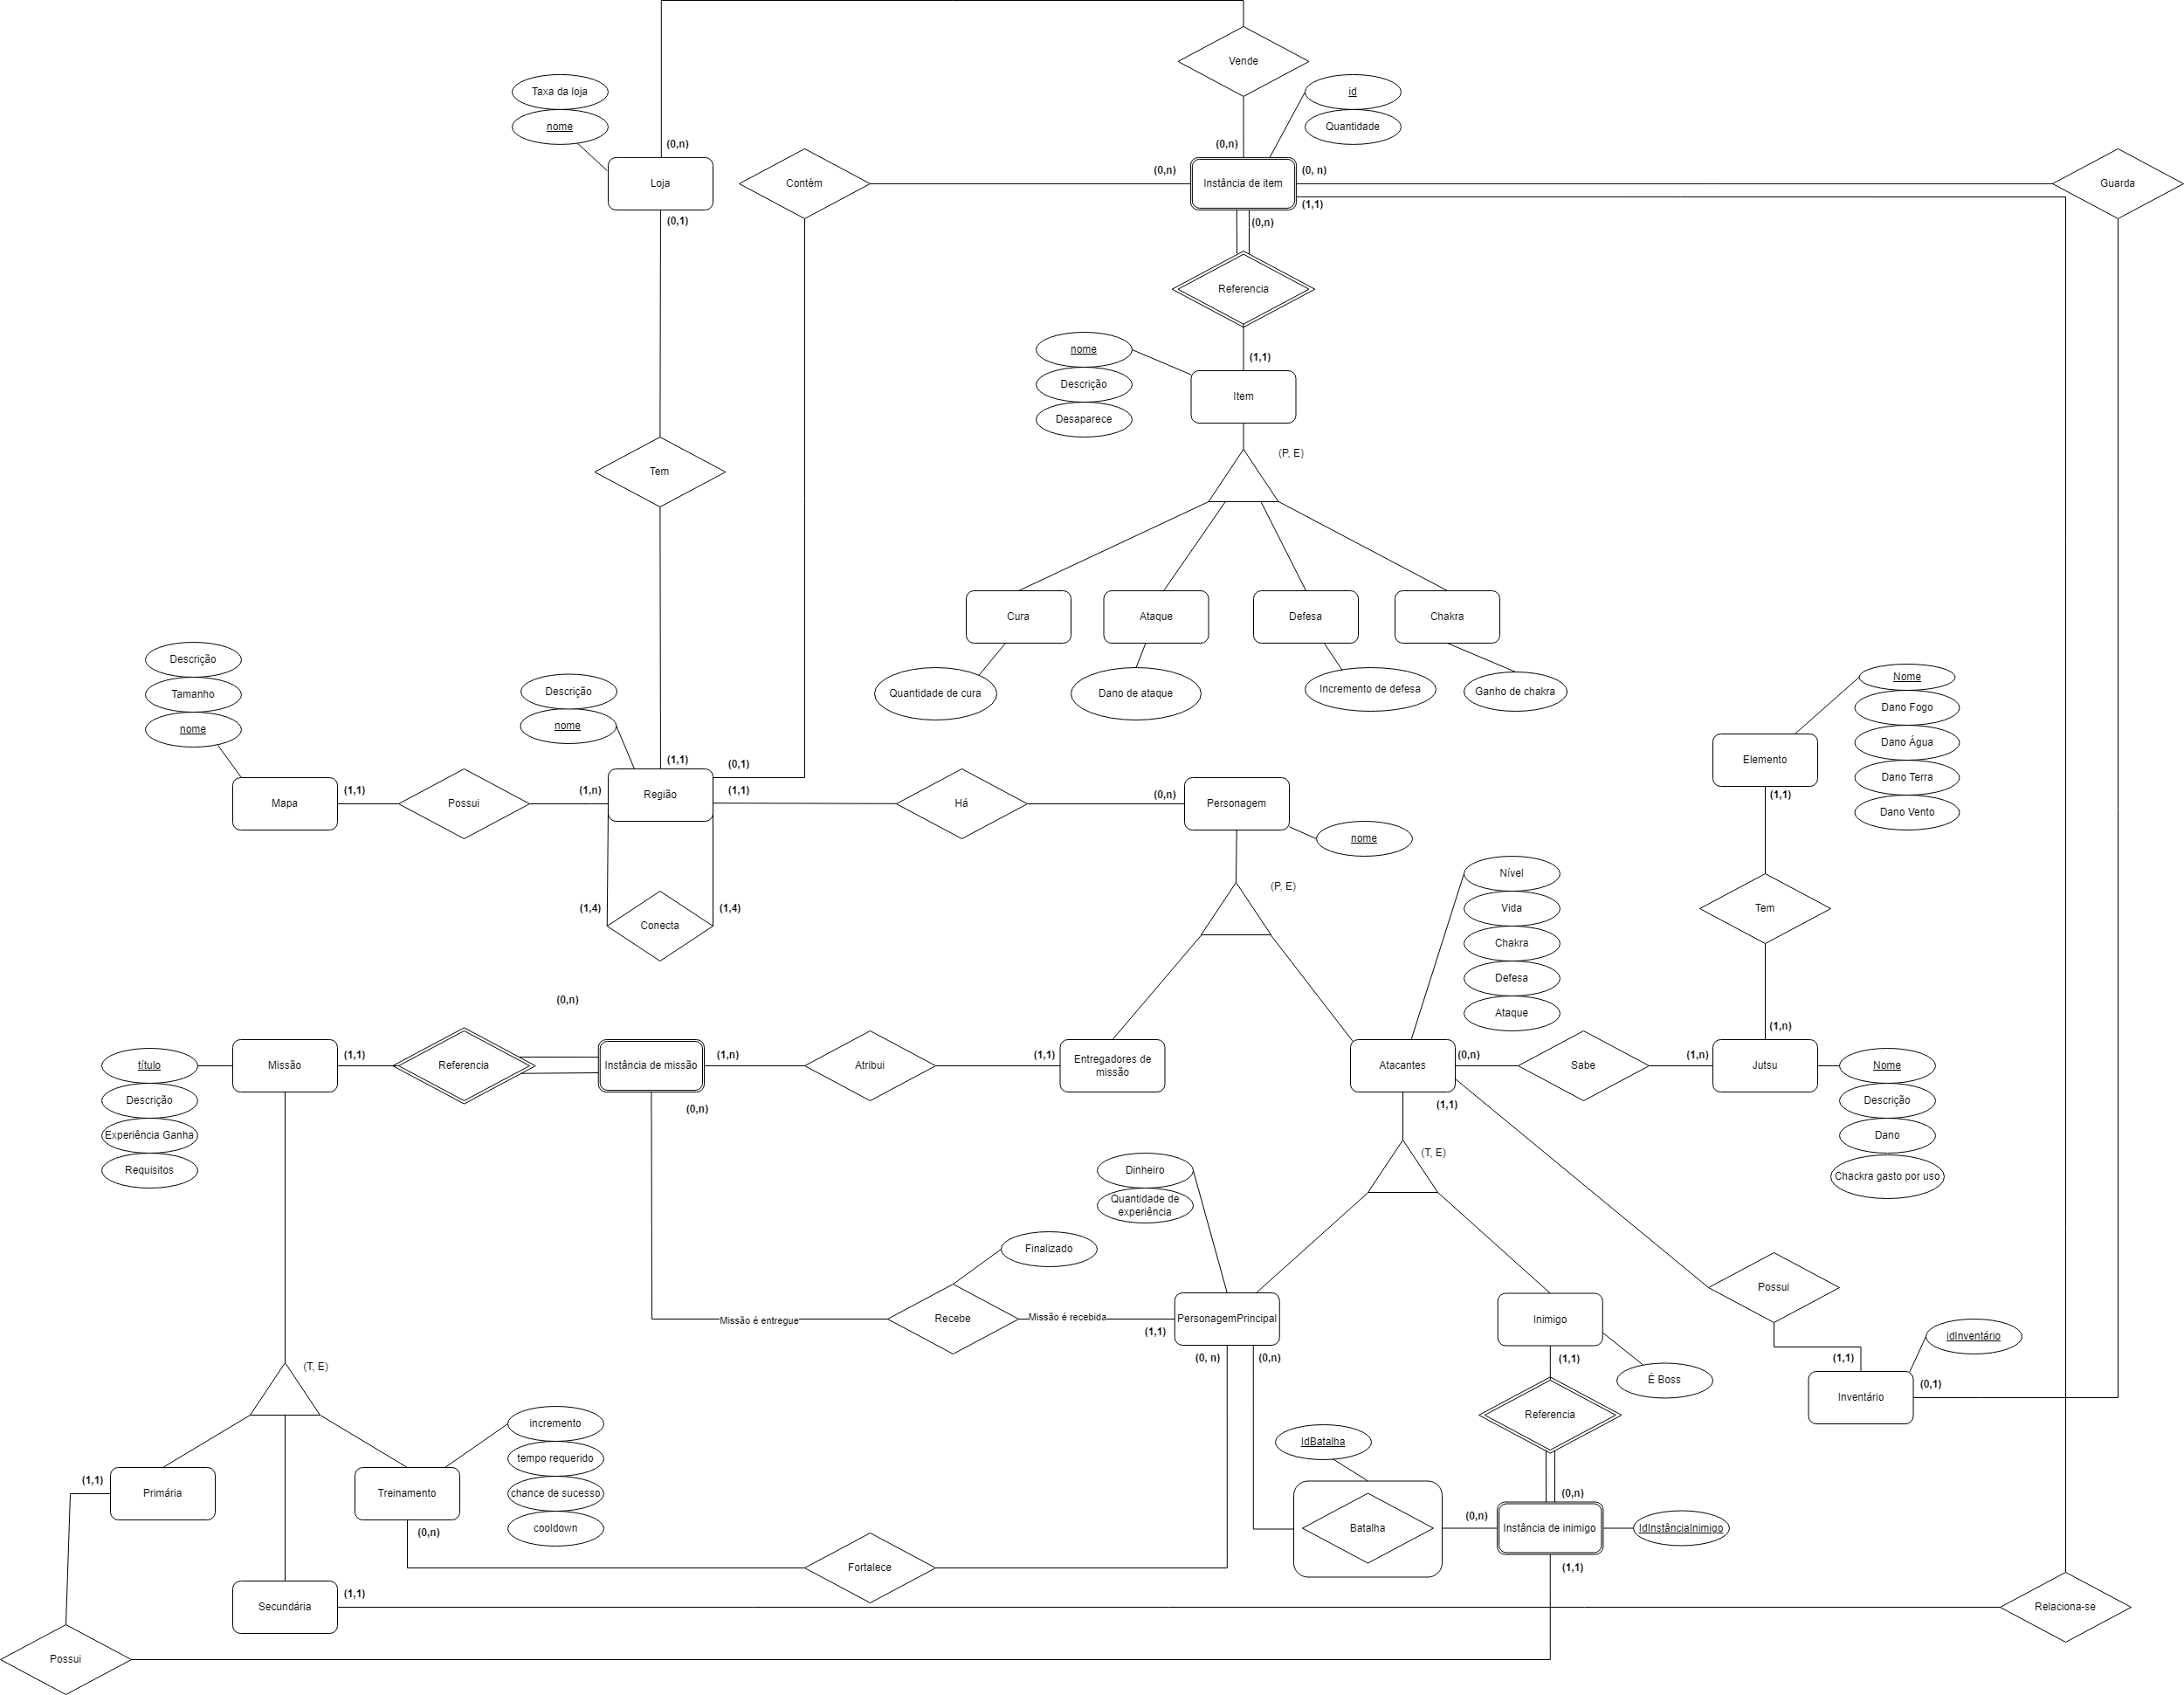 Vende
Taxa da loja
nome
id
Quantidade
(0,n)
(0,n)
Loja
Contém
(0,n)
Instância de item
(0, n)
Guarda
(0,1)
(1,1)
(0,n)
Referencia
nome
Descrição
Desaparece
(1,1)
Item
(P, E)
Tem
Cura
Ataque
Defesa
Chakra
Quantidade de cura
Dano de ataque
Incremento de defesa
Ganho de chakra
Descrição
Tamanho
nome
Descrição
nome
Nome
Dano Fogo
Dano Água
Dano Terra
Dano Vento
Elemento
(1,1)
(1,1)
(0,1)
Mapa
(1,1)
Possui
(1,n)
Região
(1,1)
Há
(0,n)
Personagem
nome
(1,4)
Conecta
(1,4)
(P, E)
Nível
Vida
Chakra
Defesa
Ataque
Tem
(0,n)
(1,n)
título
Descrição
Experiência Ganha
Requisitos
Missão
(1,1)
Referencia
Instância de missão
(1,n)
Atribui
(1,1)
Entregadores de
missão
Atacantes
(0,n)
Sabe
(1,n)
Jutsu
Nome
Descrição
Dano
Chackra gasto por uso
(0,n)
(1,1)
(T, E)
Dinheiro
Quantidade de
experiência
Finalizado
Missão é entregue
Recebe
Missão é recebida
(1,1)
PersonagemPrincipal
(0, n)
(0,n)
Inimigo
(1,1)
É Boss
Possui
(1,1)
idInventário
Inventário
(0,1)
(T, E)
Referencia
IdBatalha
incremento
tempo requerido
chance de sucesso
cooldown
(1,1)
Primária
Treinamento
(0,n)
(0,n)
Batalha
(0,n)
Instância de inimigo
IdInstânciaInimigo
(1,1)
Fortalece
Secundária
(1,1)
Relaciona-se
Possui